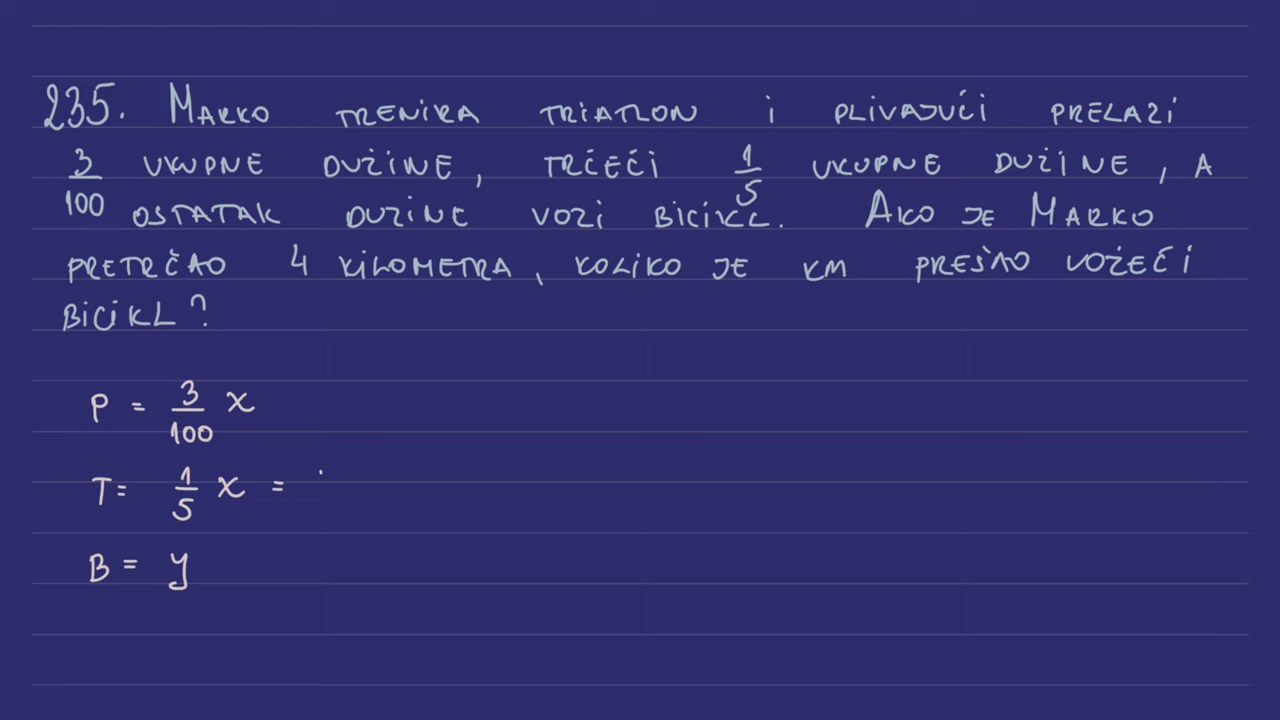 235. MARKO TRENIRA TRIATLON I PLIVAJUĆI PRELAZI
3/100 UKUPNE DUŽINE, TRČEĆI 1/5 UKUPNE DUŽINE, A
OSTATAK DUŽINE VOZI BICIKL. AKO JE MARKO
PRETRČAO 4 KILOMETRA, KOLIKO JE KM PREŠAO VOZEĆI
BICIKL?
P = 3/100 x
T = 1/5 x =
B = y